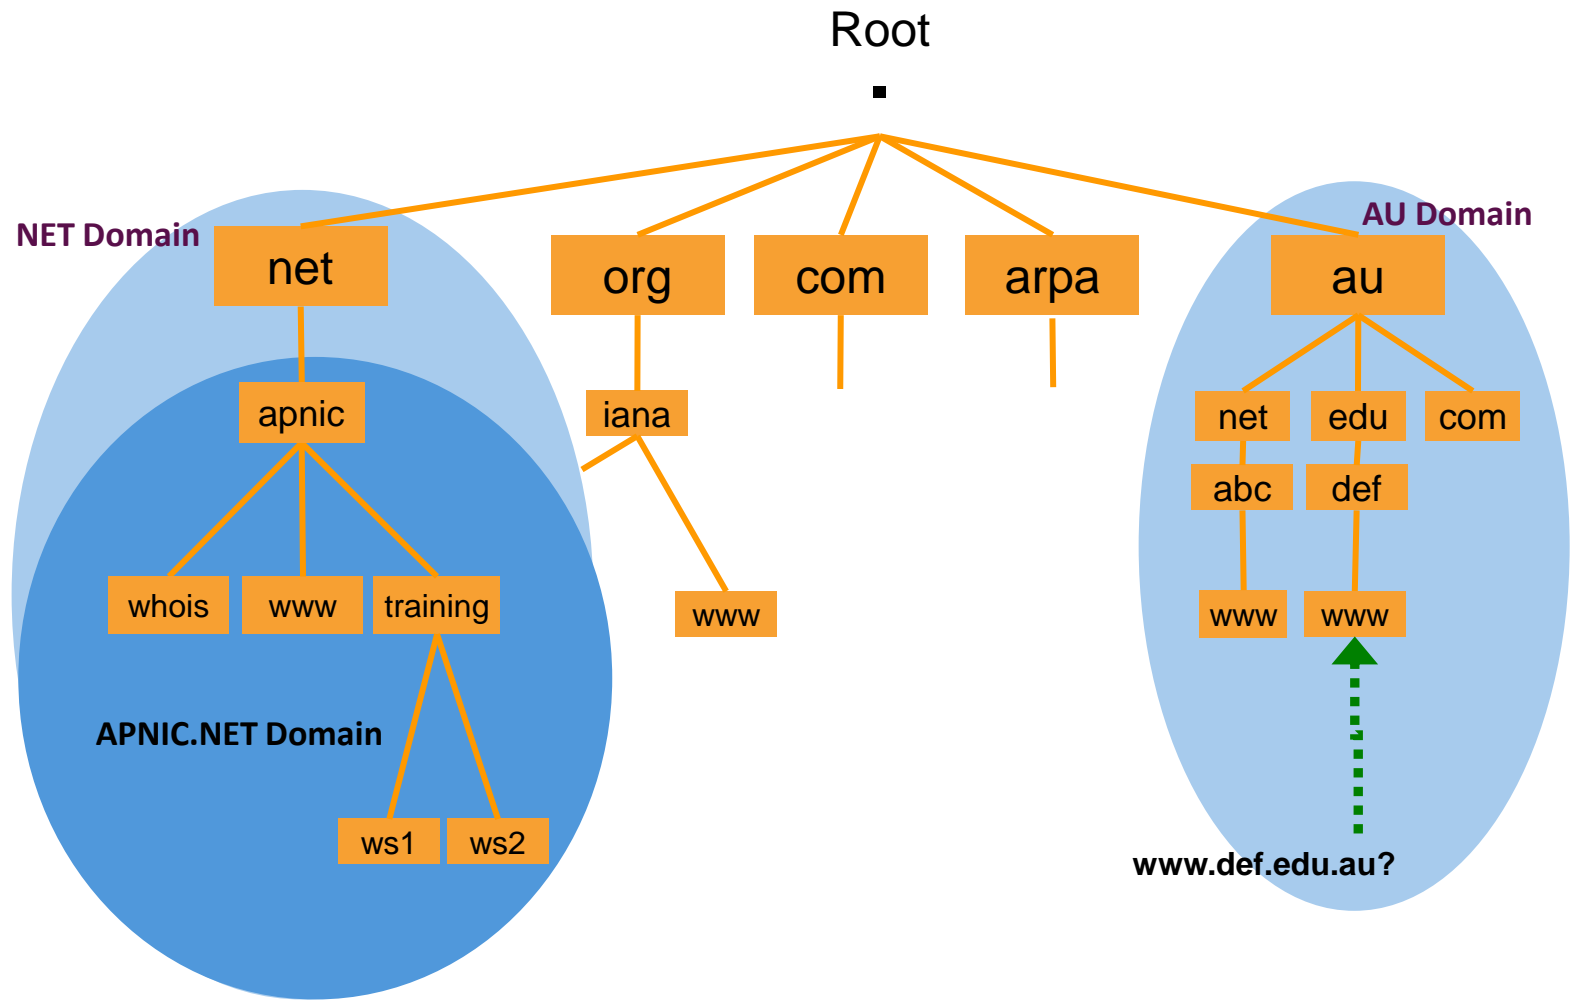 Root
.
NET Domain
AU Domain
net
org
com
arpa
au
apnic
iana
net
edu
com
abc
def
whois
www
training
www
www
www
APNIC.NET Domain
ws1
ws2
www.def.edu.au?